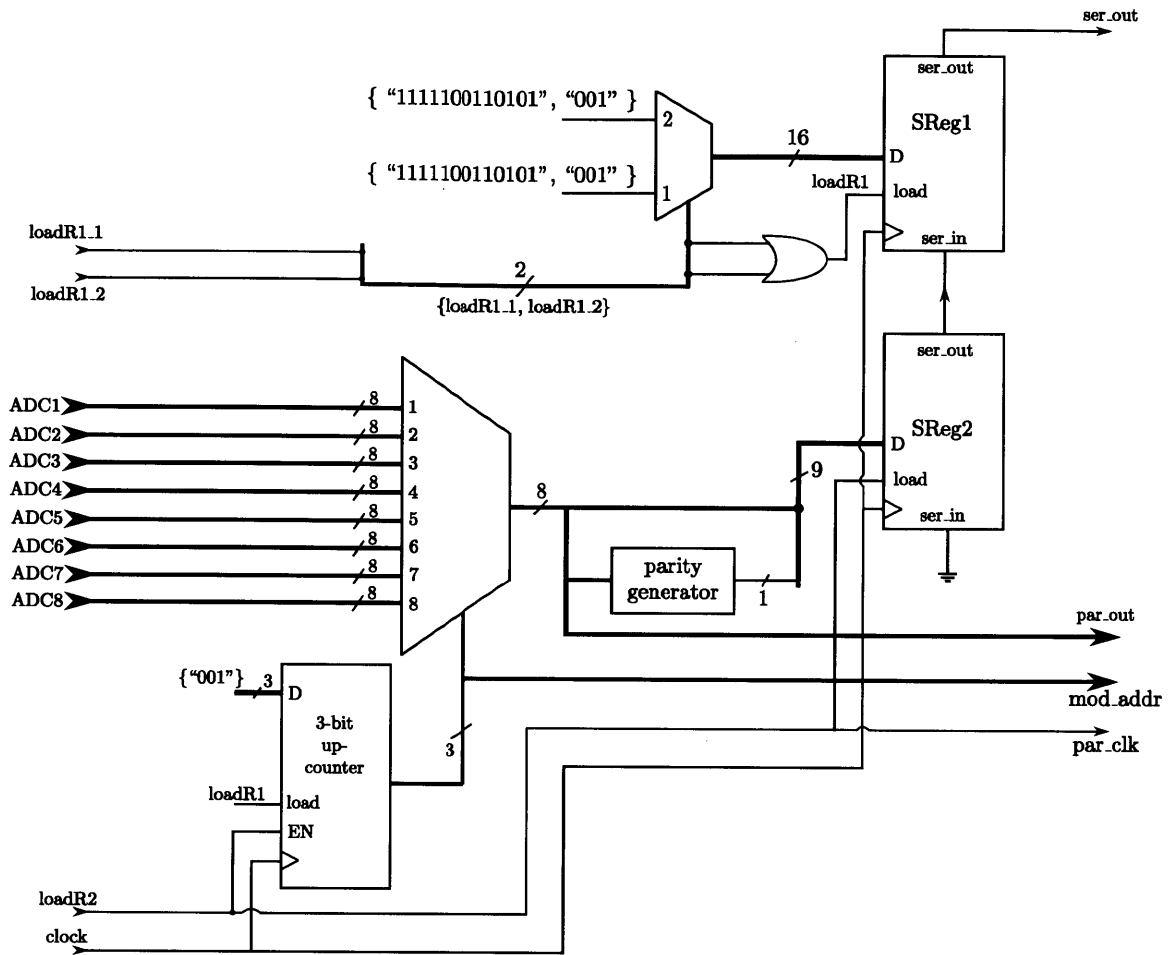 ser_out
ser_out
SReg1
{ “1111100110101”, “001” }
2
16
D
{ “1111100110101”, “001” }
1
loadR1
load
loadR1_1
ser_in
2
loadR1_2
{loadR1_1, loadR1_2}
ser_out
ADC1
8
1
ADC2
8
2
SReg2
D
ADC3
8
3
9
ADC4
8
4
8
load
ADC5
8
5
ser_in
ADC6
8
6
ADC7
8
7
parity
generator
1
ADC8
8
8
par_out
{“001”}
3
D
mod_addr
3-bit
up-
counter
3
par_clk
loadR1
load
EN
loadR2
clock